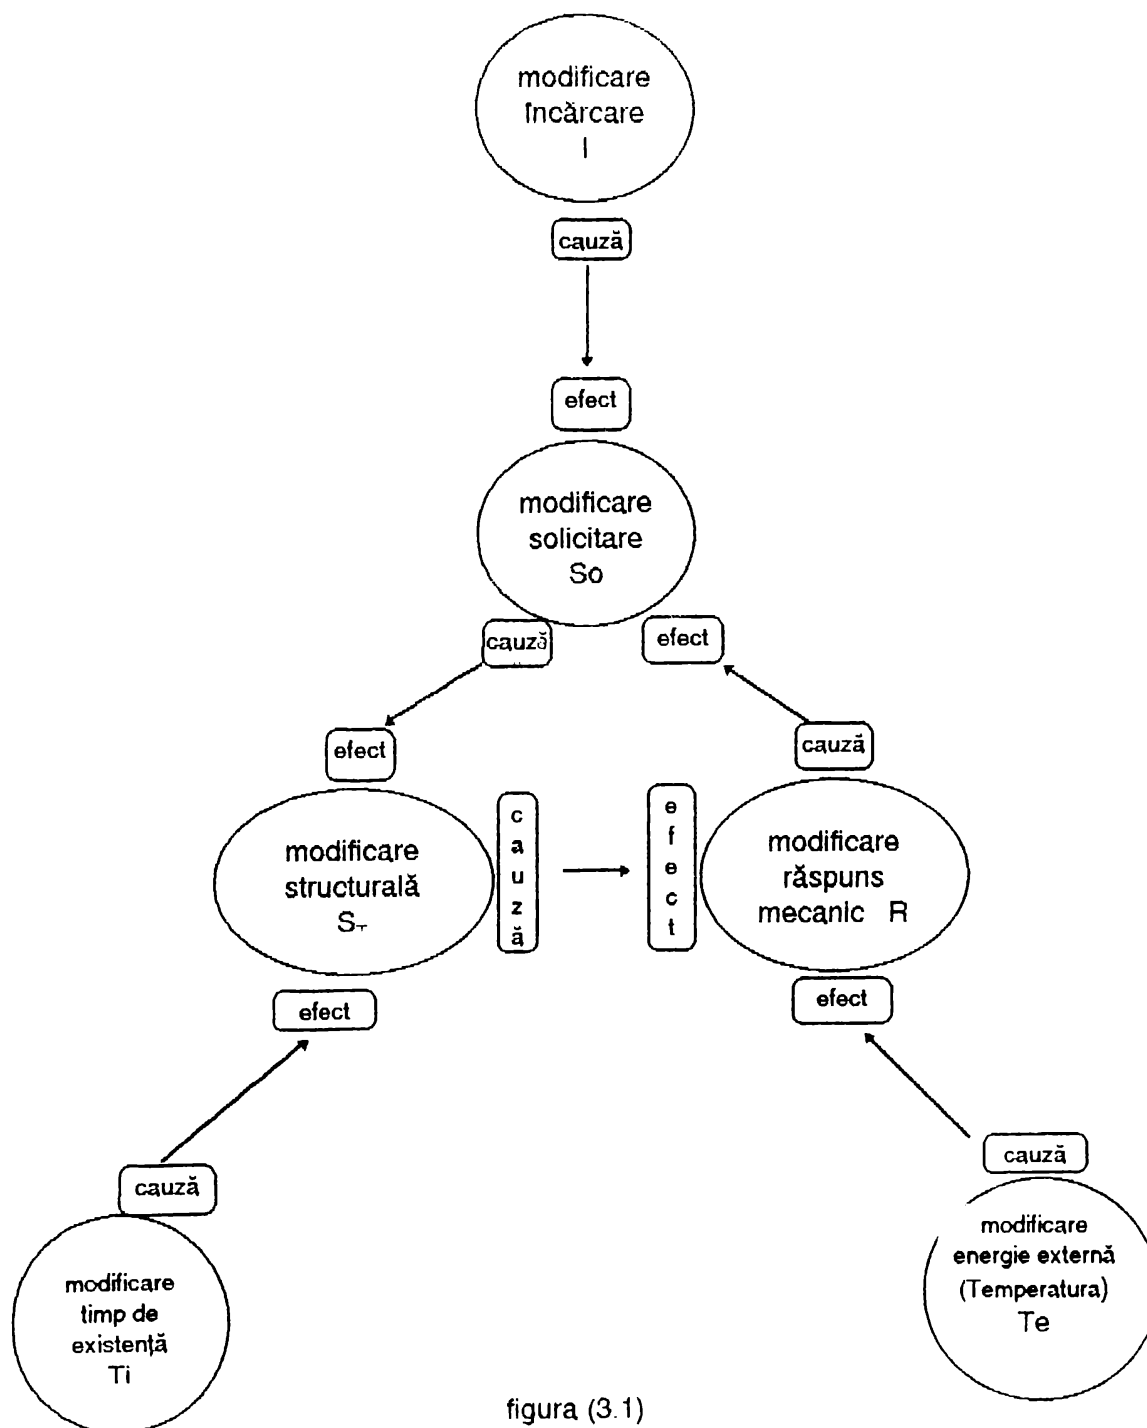 modificare
încărcare
I
cauză
efect
modificare
solicitare
So
cauză
efect
efect
cauză
modificare
structurală
ST
c
a
u
z
ă
e
f
e
c
t
modificare
răspuns
mecanic R
efect
efect
cauză
cauză
modificare
timp de
existență
Ti
modificare
energie externă
(Temperatura)
Te
figura (3.1)